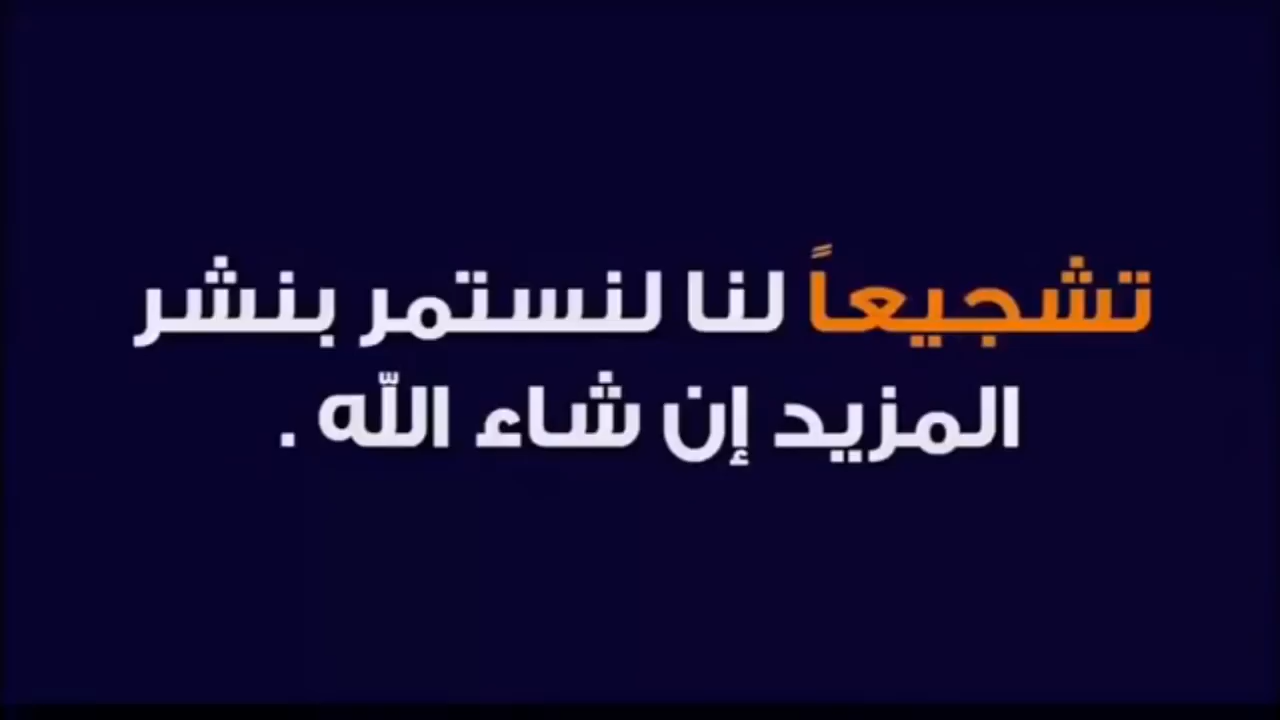 تشجيعاً لنا لنستمر بنشر
المزيد إن شاء اللّه .